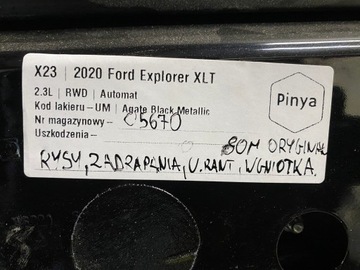 X23 | 2020 Ford Explorer XLT
2.3L | RWD | Automat
Kod lakieru – UM | Agate Black Metallic
Nr magazynowy – C5670
Uszkodzenia – 80M ORYGINAŁ
RYSY, ZADRAPANIA, U.RANT, WGNIOTKA.
Pinya